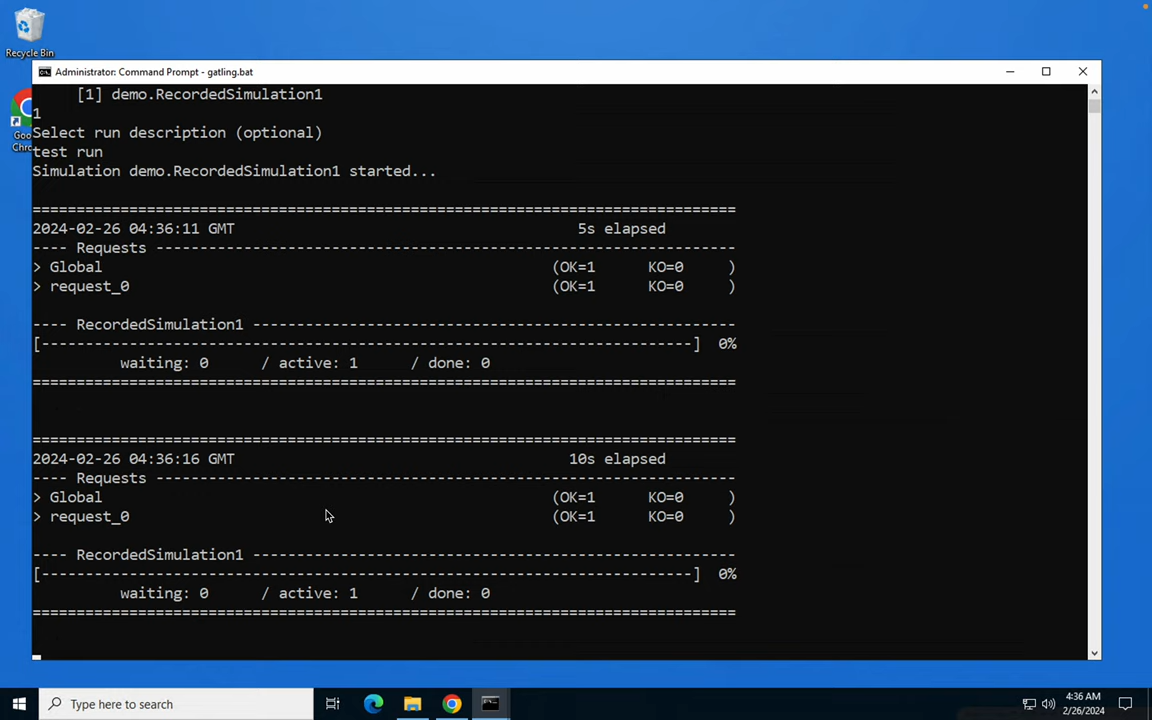 Recycle Bin
Administrator: Command Prompt - gatling.bat
[1] demo.RecordedSimulation1
1
Select run description (optional)
test run
Simulation demo.RecordedSimulation1 started...
================================================================================
2024-02-26 04:36:11 GMT 5s elapsed
---- Requests ------------------------------------------------------------------
> Global (OK=1 KO=0 )
> request_0 (OK=1 KO=0 )
---- RecordedSimulation1 -------------------------------------------------------
[--------------------------------------------------------------------------] 0%
waiting: 0 / active: 1 / done: 0
================================================================================
================================================================================
2024-02-26 04:36:16 GMT 10s elapsed
---- Requests ------------------------------------------------------------------
> Global (OK=1 KO=0 )
> request_0 (OK=1 KO=0 )
---- RecordedSimulation1 -------------------------------------------------------
[--------------------------------------------------------------------------] 0%
waiting: 0 / active: 1 / done: 0
================================================================================
Goo
Chr
Type here to search
4:36 AM
2/26/2024